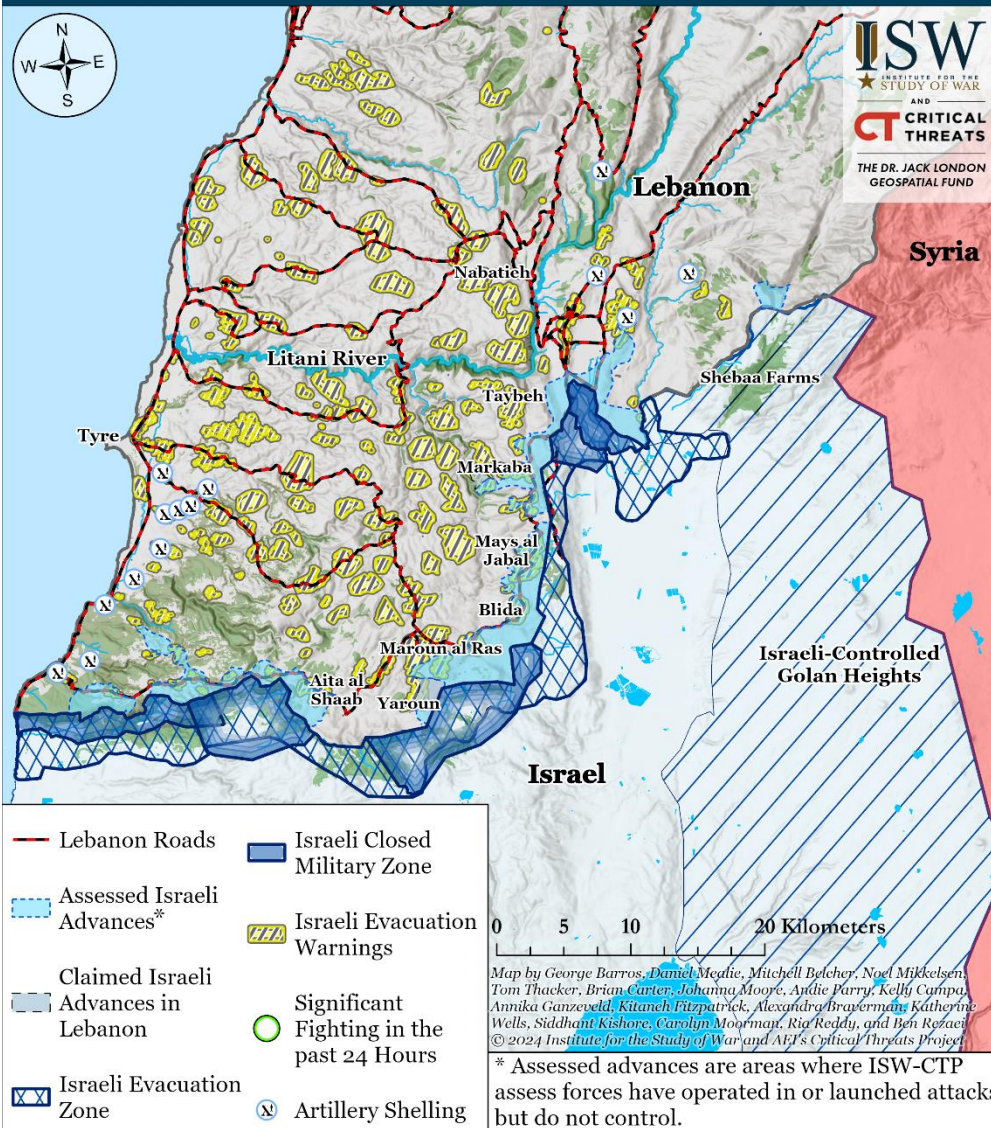 N
W
E
S
ISW
INSTITUTE FOR THE
STUDY OF WAR
AND
CT CRITICAL
THREATS
THE DR. JACK LONDON
GEOSPATIAL FUND
Lebanon
Syria
Nabatieh
Litani River
Shebaa Farms
Taybeh
Tyre
Markaba
Mays al
Jabal
Blida
Maroun al Ras
Aita al
Shaab
Yaroun
Israeli-Controlled
Golan Heights
Israel
Lebanon Roads
Assessed Israeli
Advances*
Claimed Israeli
Advances in
Lebanon
Israeli Evacuation
Zone
Israeli Closed
Military Zone
Israeli Evacuation
Warnings
Significant
Fighting in the
past 24 Hours
Artillery Shelling
0 5 10 20 Kilometers
Map by George Barros, Daniel Mealie, Mitchell Belcher, Noel Mikkelsen,
Tom Thacker, Brian Carter, Johanna Moore, Andie Parry, Kelly Campa,
Annika Ganzeveld, Kitaneh Fitzpatrick, Alexandra Braverman, Katherine
Wells, Siddhant Kishore, Carolyn Moorman, Ria Reddy, and Ben Rezaei
© 2024 Institute for the Study of War and AEI's Critical Threats Project
* Assessed advances are areas where ISW-CTP
assess forces have operated in or launched attacks
but do not control.